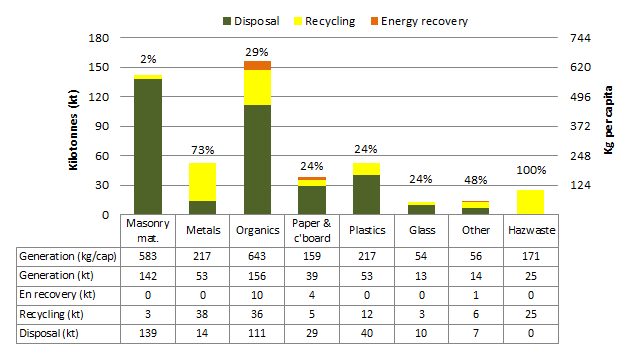 Disposal Recycling Energy recovery
180 744
2% 29%
150 620
120 496
Kilotonnes (kt) Kg per capita
90 372
73%
60 24% 24% 24% 48% 100% 248
30 124
0
Masonry mat. Metals Organics Paper & c'board Plastics Glass Other Hazwaste
Generation (kg/cap) 583 217 643 159 217 54 56 171
Generation (kt) 142 53 156 39 53 13 14 25
En recovery (kt) 0 0 10 4 0 0 1 0
Recycling (kt) 3 38 36 5 12 3 6 25
Disposal (kt) 139 14 111 29 40 10 7 0